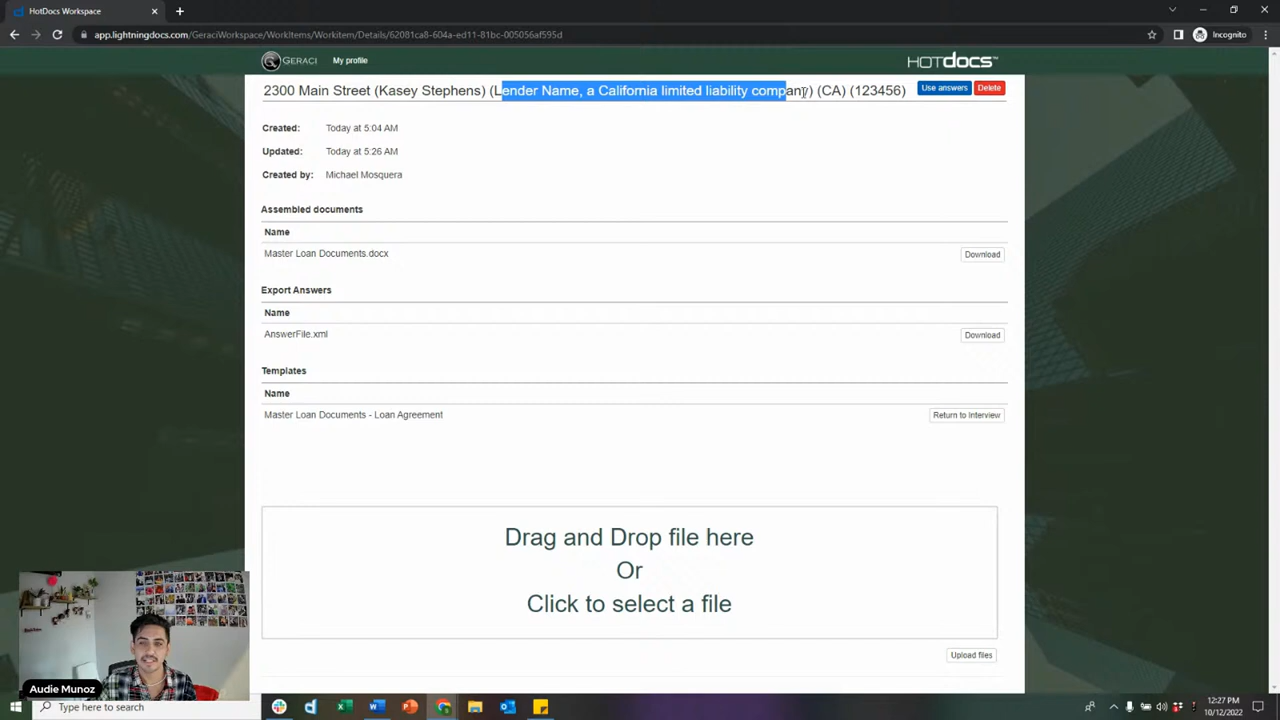 HotDocs Workspace
app.lightningdocs.com/GeraciWorkspace/WorkItems/Workitem/Details/62081ca8-604a-ed11-81bc-005056af595d
Incognito
GERACI
My profile
HOTDOCS™
2300 Main Street (Kasey Stephens) (Lender Name, a California limited liability company) (CA) (123456)
Use answers
Delete
Created: Today at 5:04 AM
Updated: Today at 5:26 AM
Created by: Michael Mosquera
Assembled documents
Name
Master Loan Documents.docx
Download
Export Answers
Name
AnswerFile.xml
Download
Templates
Name
Master Loan Documents - Loan Agreement
Return to Interview
Drag and Drop file here
Or
Click to select a file
Upload files
Audie Munoz
Type here to search
12:27 PM
10/12/2022